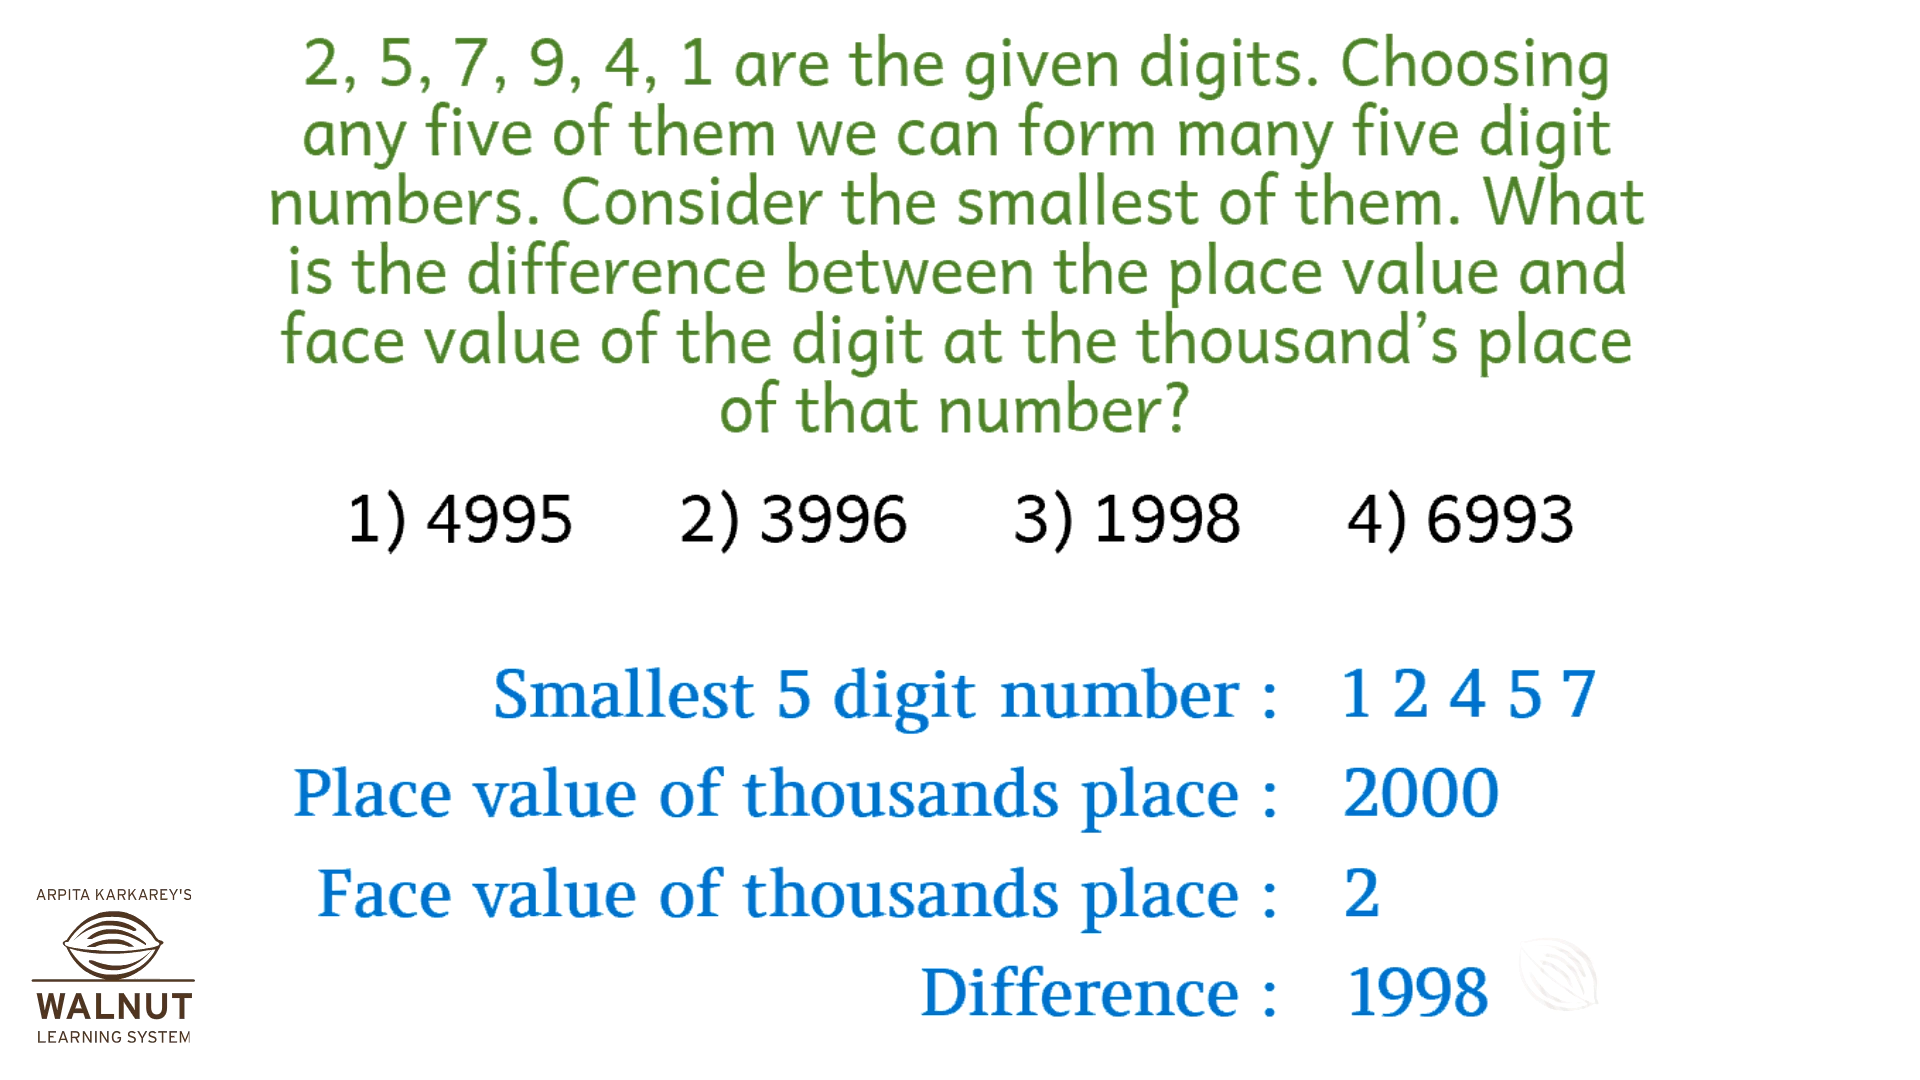 2, 5, 7, 9, 4, 1 are the given digits. Choosing
any five of them we can form many five digit
numbers. Consider the smallest of them. What
is the difference between the place value and
face value of the digit at the thousand’s place
of that number?
1) 4995 2) 3996 3) 1998 4) 6993
Smallest 5 digit number : 1 2 4 5 7
Place value of thousands place : 2000
Face value of thousands place : 2
Difference : 1998
ARPITA KARKAREY'S
WALNUT
LEARNING SYSTEM